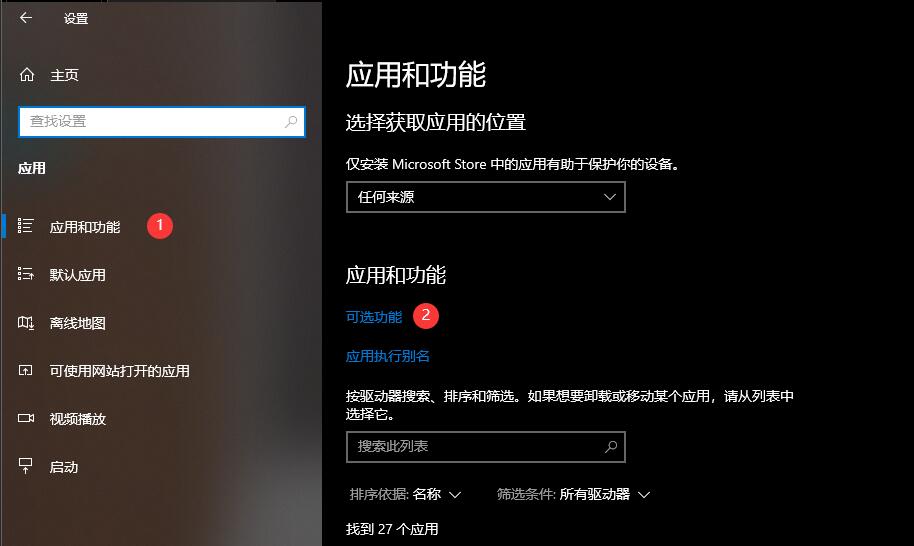 设置
主页
查找设置
应用
应用和功能 1
默认应用
离线地图
可使用网站打开的应用
视频播放
启动
应用和功能
选择获取应用的位置
仅安装 Microsoft Store 中的应用有助于保护你的设备。
任何来源
应用和功能
可选功能 2
应用执行别名
按驱动器搜索、排序和筛选。如果想要卸载或移动某个应用，请从列表中
选择它。
搜索此列表
排序依据: 名称 筛选条件: 所有驱动器
找到 27 个应用